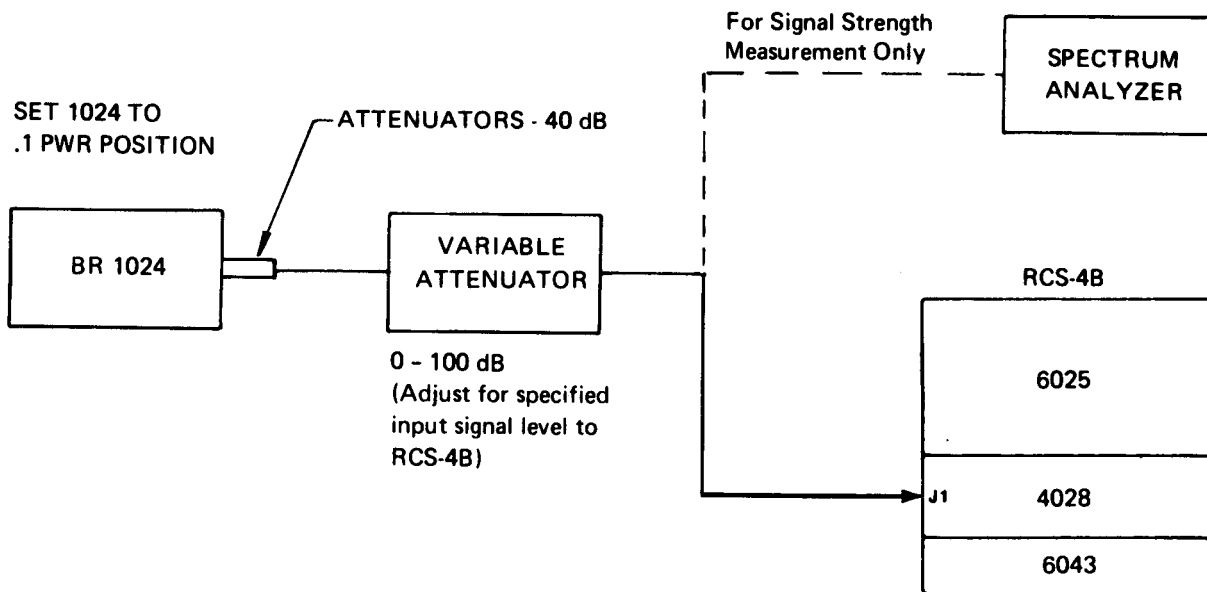 For Signal Strength
Measurement Only
SPECTRUM
ANALYZER
SET 1024 TO
.1 PWR POSITION
ATTENUATORS - 40 dB
BR 1024
VARIABLE
ATTENUATOR
0 - 100 dB
(Adjust for specified
input signal level to
RCS-4B)
RCS-4B
6025
J1
4028
6043